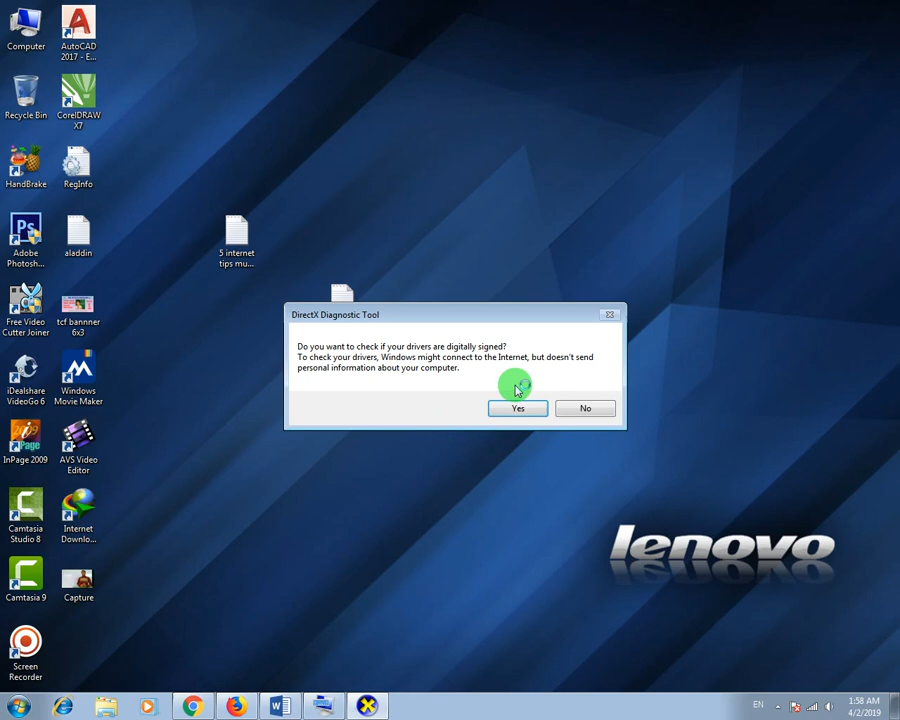 Computer
AutoCAD
2017 - E...
Recycle Bin
CorelDRAW
X7
HandBrake
RegInfo
Ps
Adobe
Photosh...
aladdin
5 internet
tips mu...
Free Video
Cutter Joiner
tcf bannner
6x3
DirectX Diagnostic Tool
Do you want to check if your drivers are digitally signed?
To check your drivers, Windows might connect to the Internet, but doesn't send
personal information about your computer.
Yes
No
iDealshare
VideoGo 6
Windows
Movie Maker
InPage 2009
AVS Video
Editor
Camtasia
Studio 8
Internet
Downlo...
lenovo
Camtasia 9
Capture
Screen
Recorder
EN
1:58 AM
4/2/2019